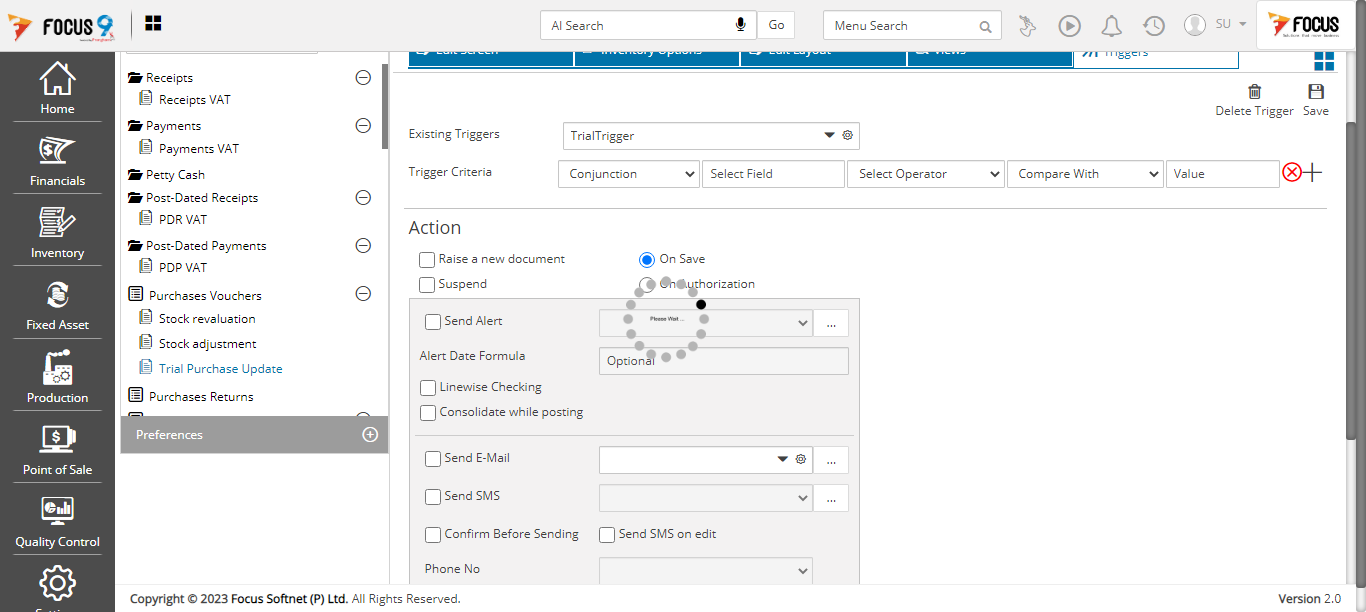 FOCUS 9
AI Search
Go
Menu Search
SU
FOCUS
Edit Screen
Inventory Options
Edit Layout
Views
Triggers
Home
Financials
Inventory
Fixed Asset
Production
Point of Sale
Quality Control
Receipts
Receipts VAT
Payments
Payments VAT
Petty Cash
Post-Dated Receipts
PDR VAT
Post-Dated Payments
PDP VAT
Purchases Vouchers
Stock revaluation
Stock adjustment
Trial Purchase Update
Purchases Returns
Preferences
Delete Trigger
Save
Existing Triggers
TrialTrigger
Trigger Criteria
Conjunction
Select Field
Select Operator
Compare With
Value
Action
Raise a new document
On Save
Suspend
On Authorization
Send Alert
Please Wait ...
...
Alert Date Formula
Optional
Linewise Checking
Consolidate while posting
Send E-Mail
...
Send SMS
...
Confirm Before Sending
Send SMS on edit
Phone No
Copyright © 2023 Focus Softnet (P) Ltd. All Rights Reserved.
Version 2.0